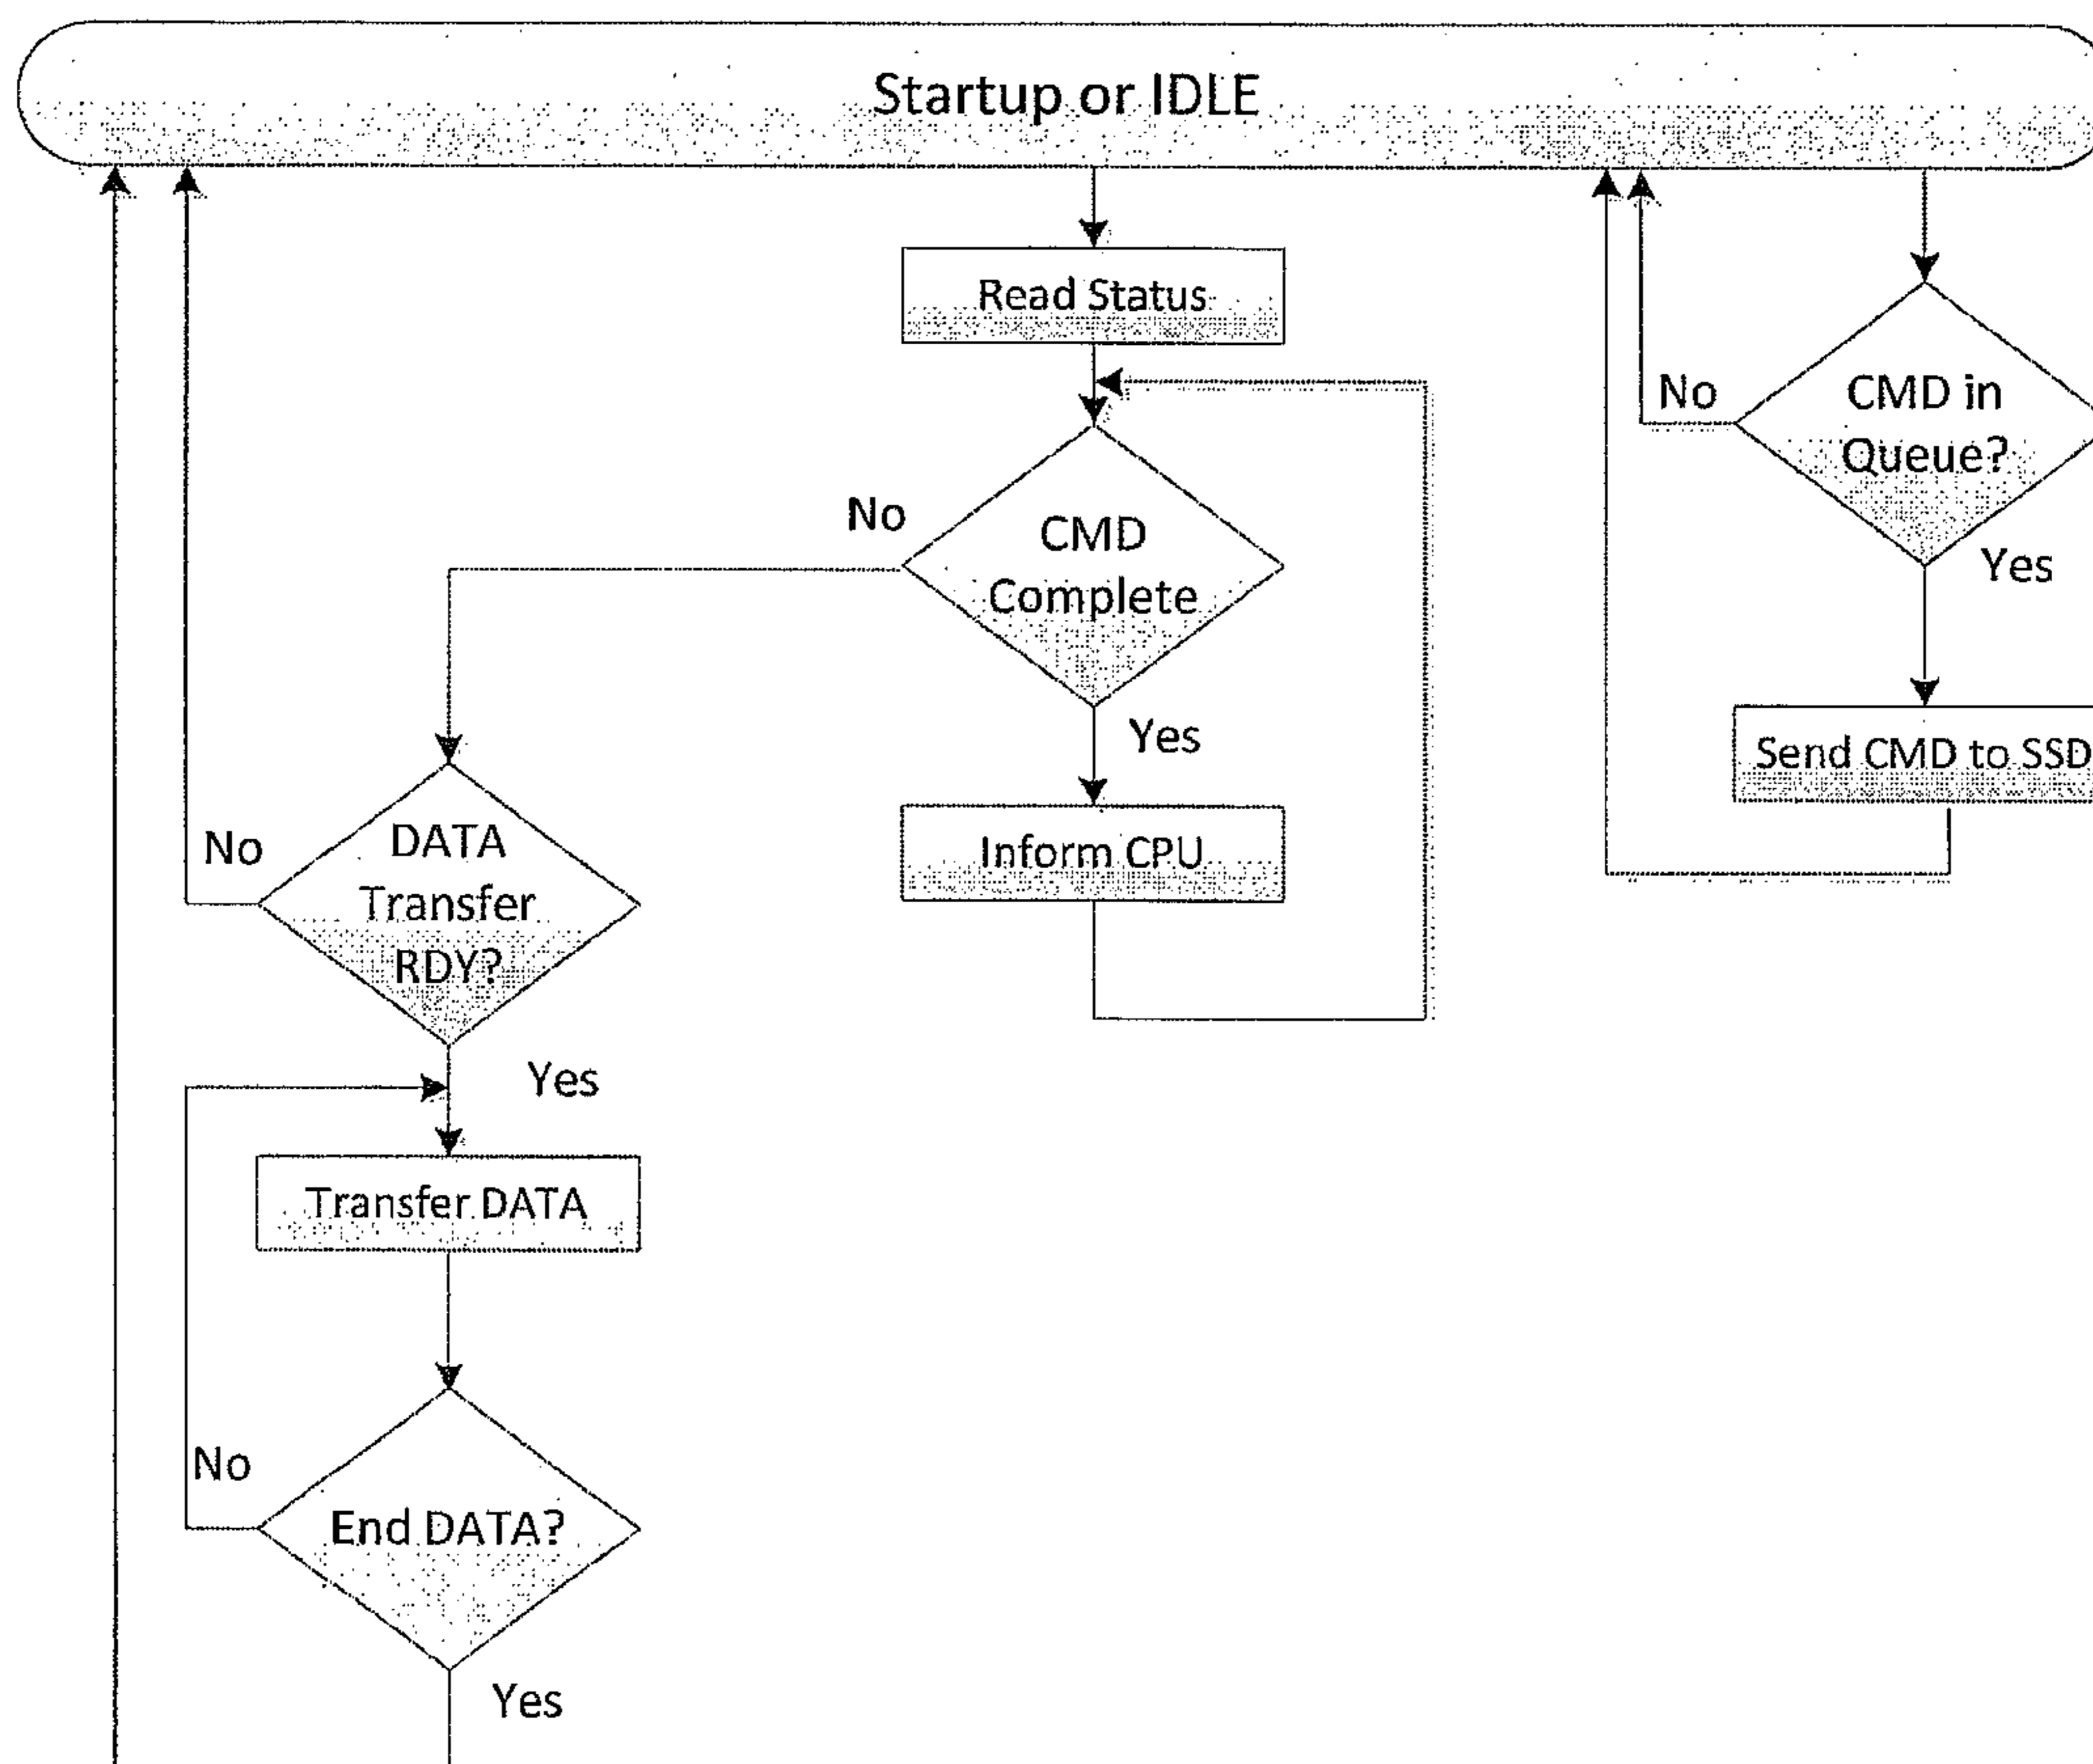 Startup or IDLE
Read Status
No
CMD in
Queue?
Yes
No
CMD
Complete
Yes
Send CMD to SSD
No
DATA
Transfer
RDY?
Inform CPU
Yes
Transfer DATA
No
End DATA?
Yes